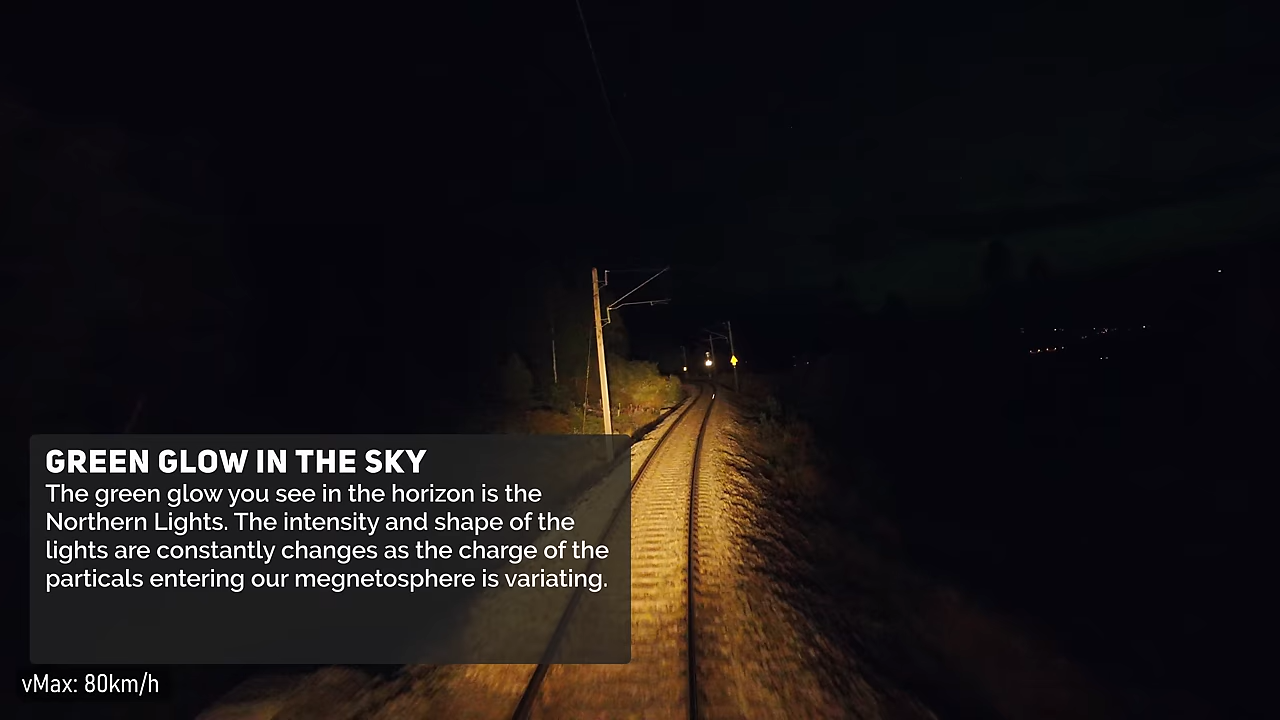 GREEN GLOW IN THE SKY
The green glow you see in the horizon is the
Northern Lights. The intensity and shape of the
lights are constantly changes as the charge of the
particals entering our megnetosphere is variating.
vMax: 80km/h